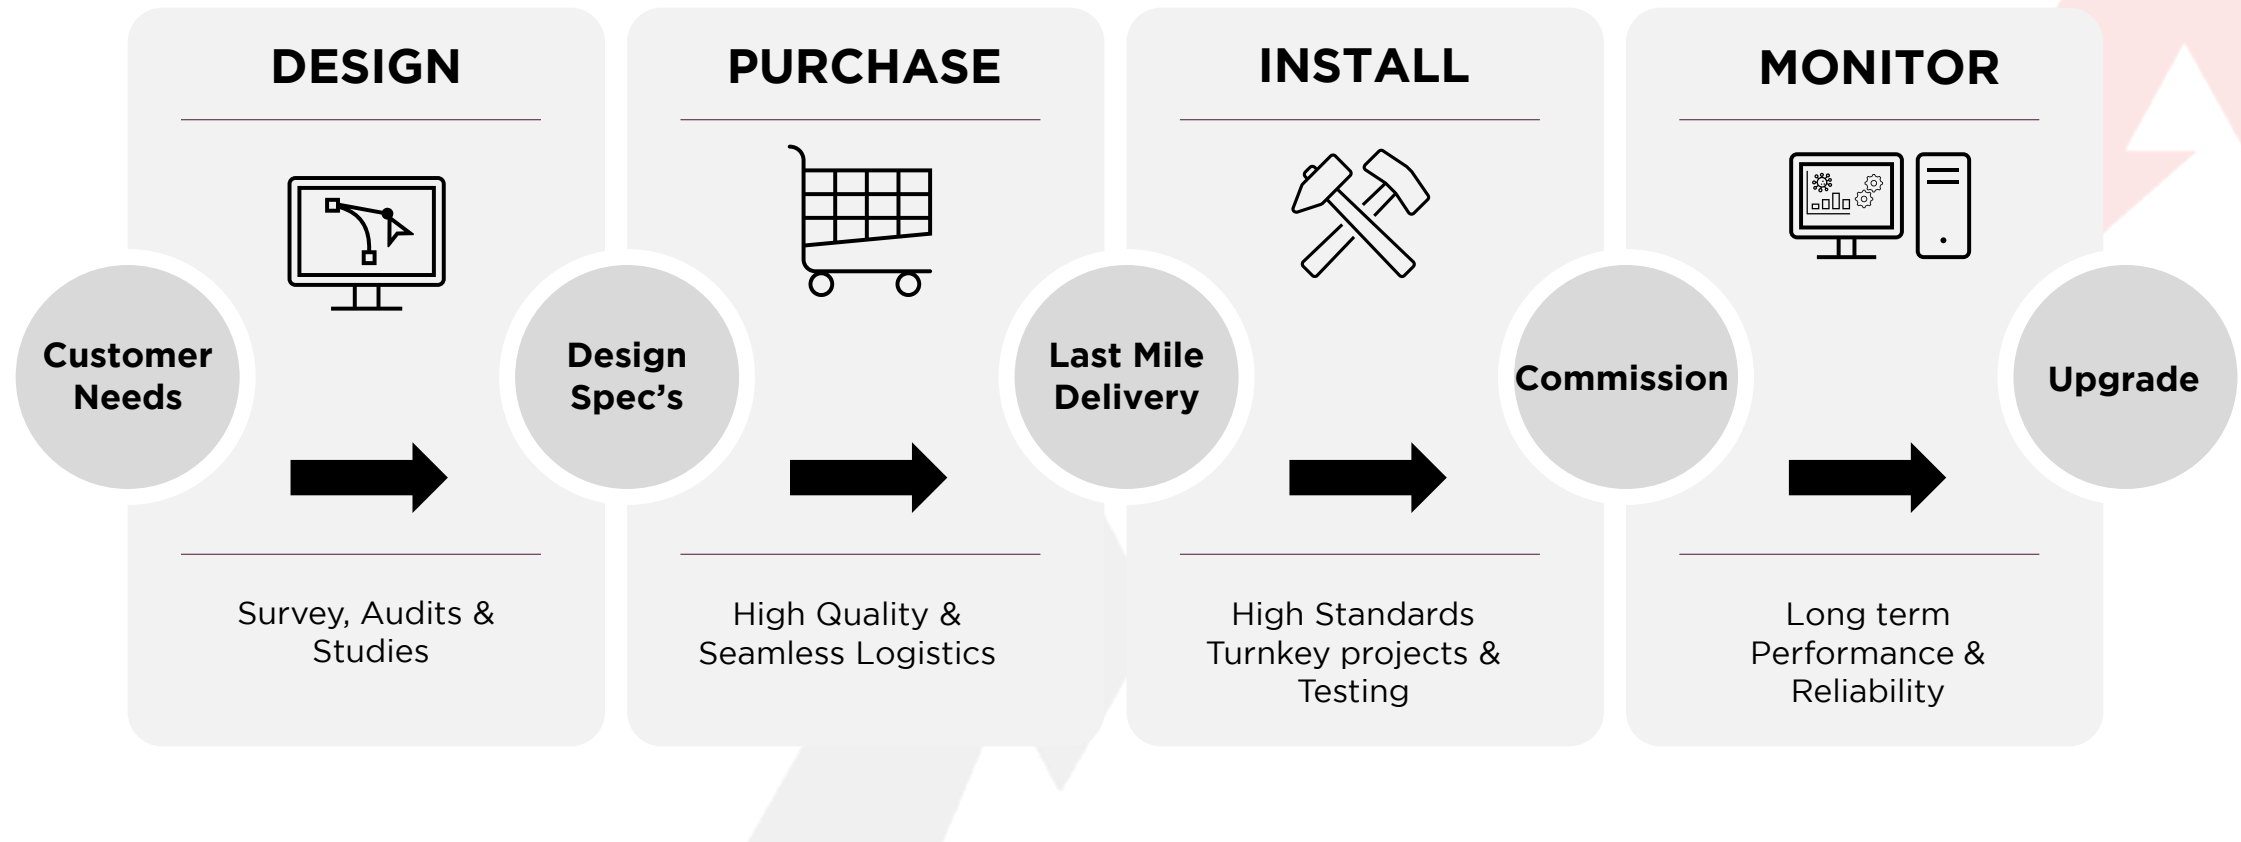 DESIGN
PURCHASE
INSTALL
MONITOR
Customer
Needs
Design
Spec’s
Last Mile
Delivery
Commission
Upgrade
Survey, Audits &
Studies
High Quality &
Seamless Logistics
High Standards
Turnkey projects &
Testing
Long term
Performance &
Reliability